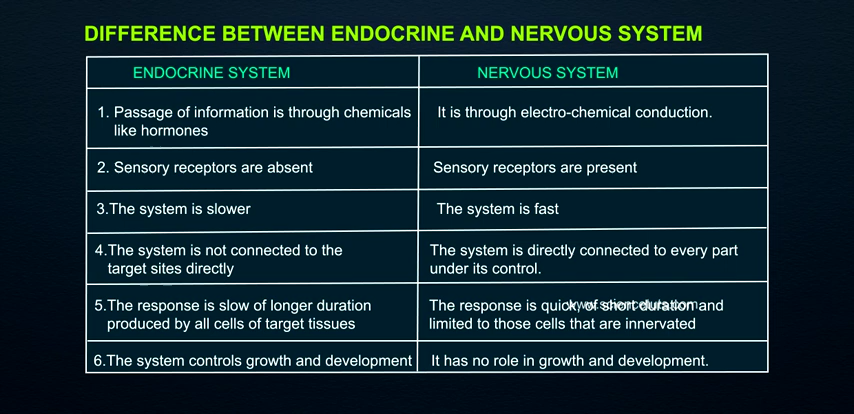 DIFFERENCE BETWEEN ENDOCRINE AND NERVOUS SYSTEM
ENDOCRINE SYSTEM
NERVOUS SYSTEM
1. Passage of information is through chemicals
like hormones
It is through electro-chemical conduction.
2. Sensory receptors are absent
Sensory receptors are present
3.The system is slower
The system is fast
4.The system is not connected to the
target sites directly
The system is directly connected to every part
under its control.
5.The response is slow of longer duration
produced by all cells of target tissues
The response is quick, of short duration and
limited to those cells that are innervated
6.The system controls growth and development
It has no role in growth and development.